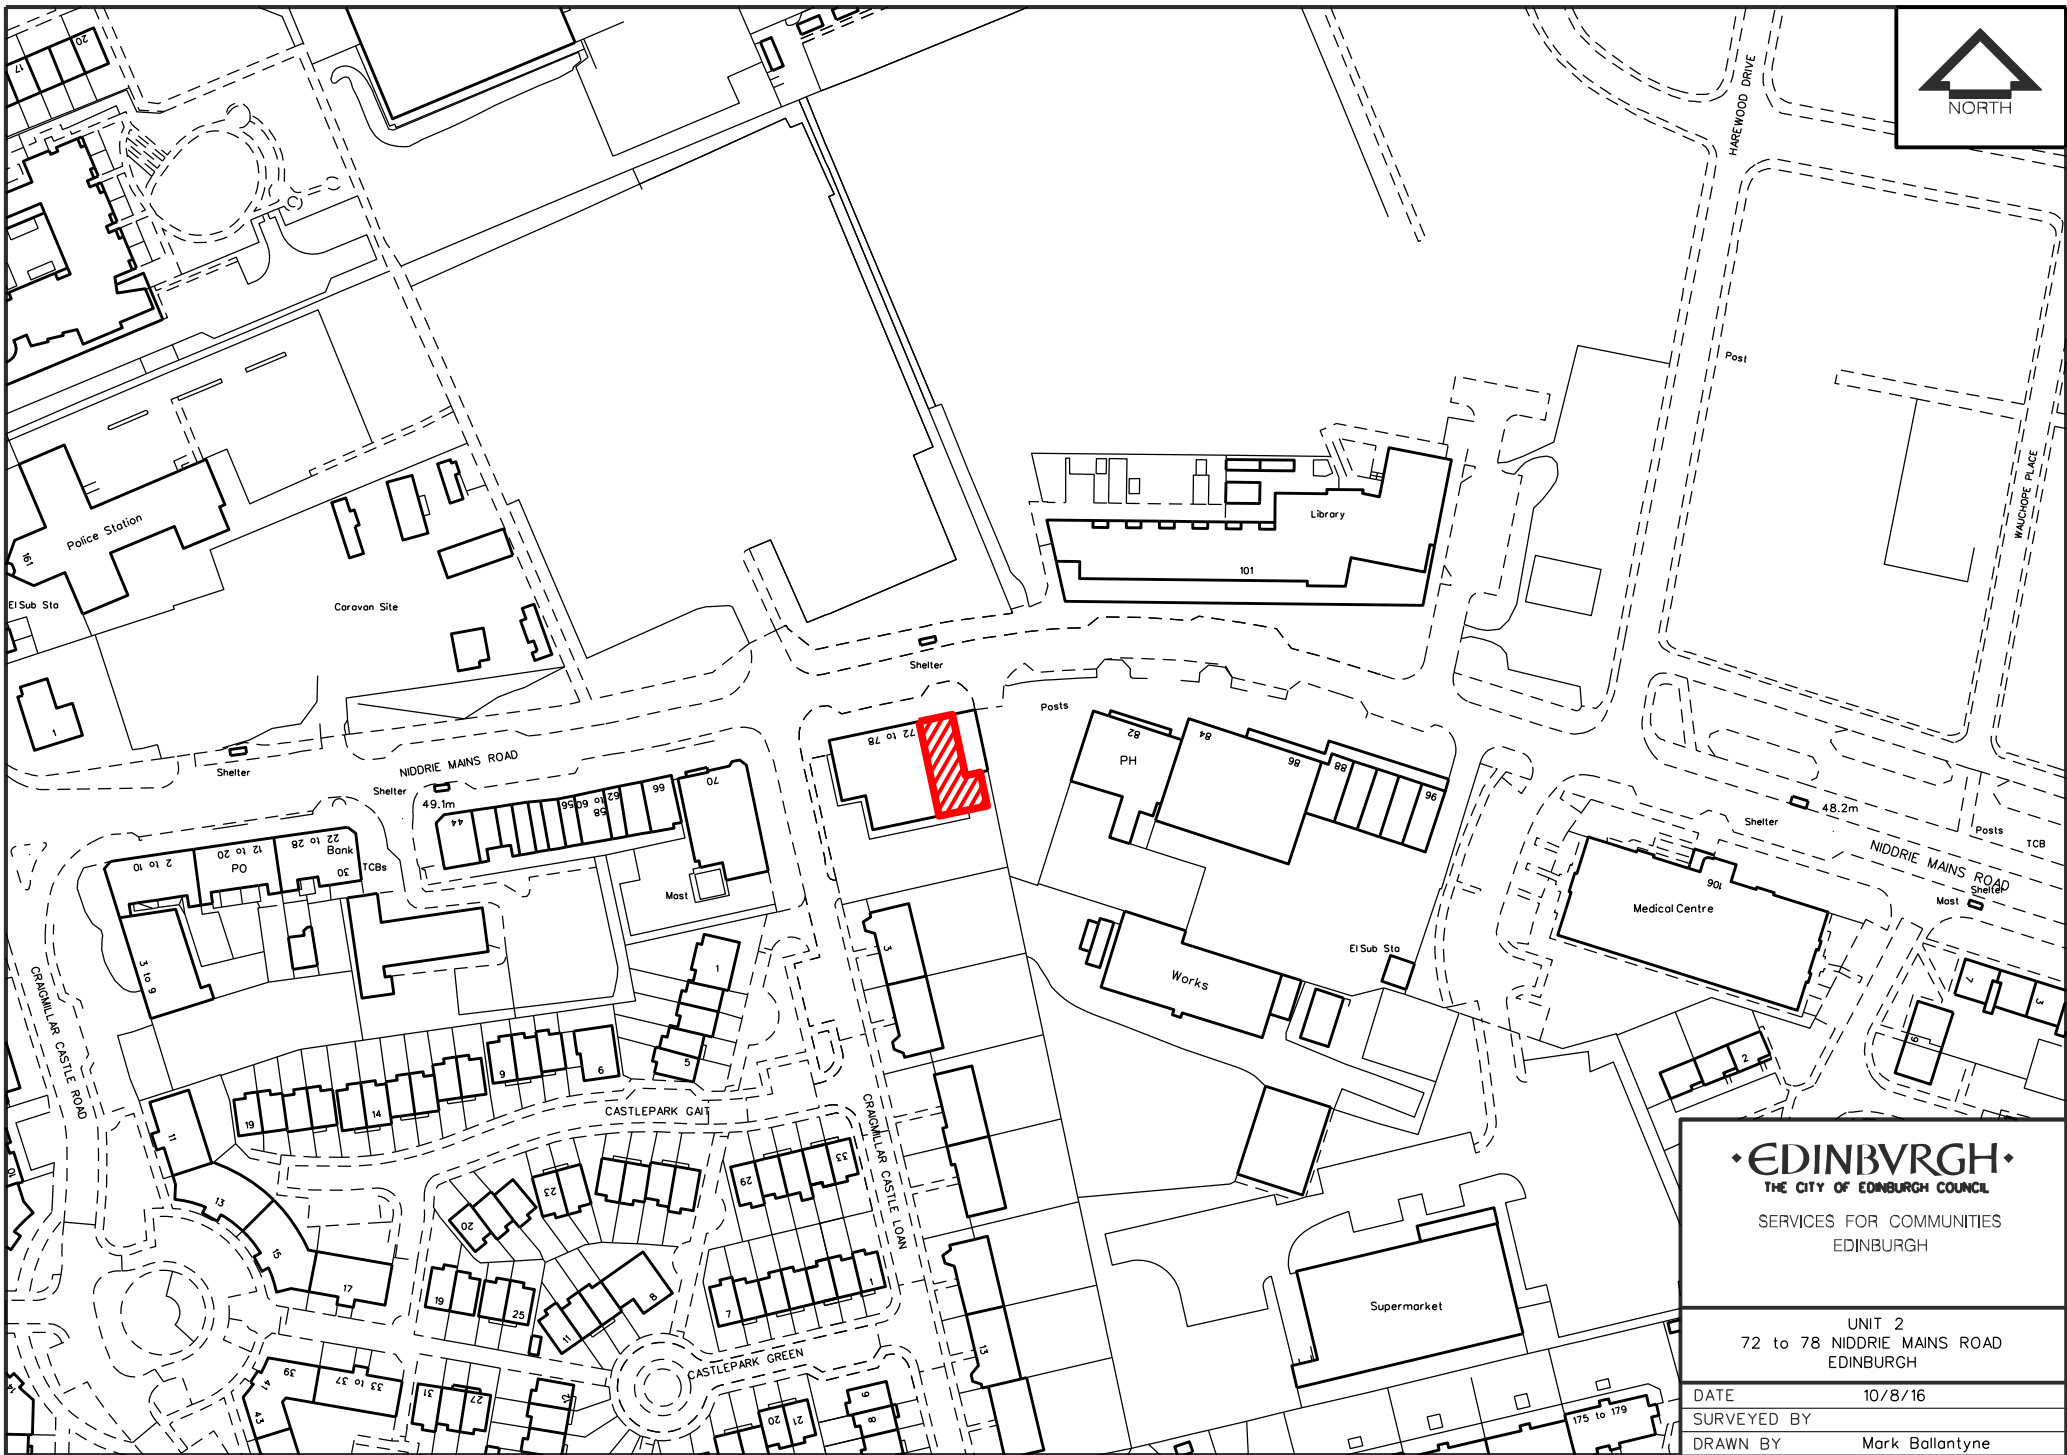 NORTH
20
17
HAREWOOD DRIVE
Post
WAUCHOPE PLACE
Police Station
161
El Sub Sta
Caravan Site
Library
101
1
Shelter
Shelter
Posts
NIDDRIE MAINS ROAD
Shelter
49.1m
44
56
58 to 60
62
66
70
72 to 78
82
PH
84
86
88
96
48.2m
Shelter
Posts
TCB
NIDDRIE MAINS ROAD
Shelter
Mast
2 to 10
12 to 20
PO
22 to 28
Bank
30
TCBs
Mast
3 to 9
106
Medical Centre
El Sub Sta
Works
3
1
5
7
3
9
2
CRAIGMILLAR CASTLE ROAD
9
6
14
19
11
CASTLEPARK GAIT
CRAIGMILLAR CASTLE LOAN
10
13
15
17
20
23
29
33
19
25
11
8
7
1
13
Supermarket
CASTLEPARK GREEN
39
41
43
33 to 37
31
27
20
21
9
8
175 to 179
EDINBVRGH
THE CITY OF EDINBURGH COUNCIL
SERVICES FOR COMMUNITIES
EDINBURGH
UNIT 2
72 to 78 NIDDRIE MAINS ROAD
EDINBURGH
DATE 10/8/16
SURVEYED BY
DRAWN BY Mark Ballantyne